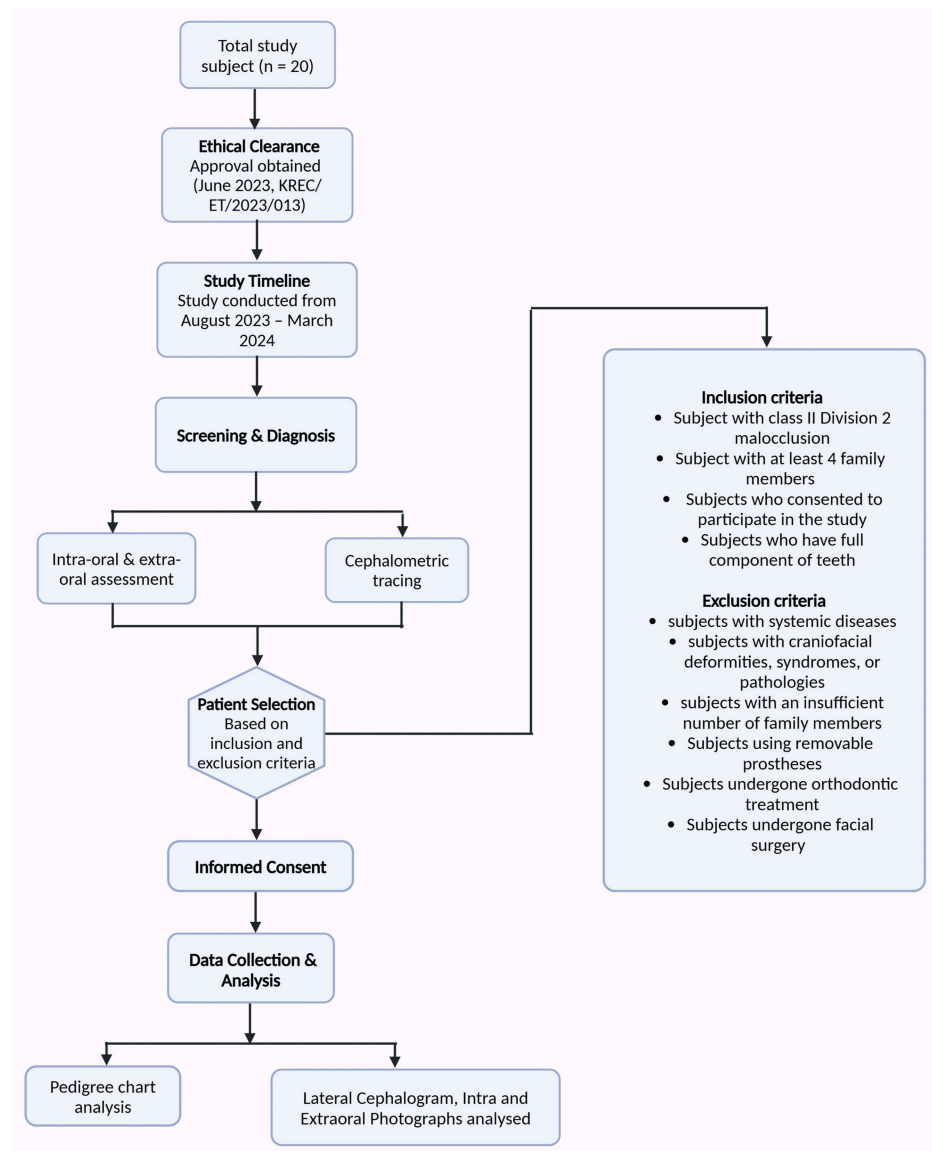 Total study
subject (n = 20)
Ethical Clearance
Approval obtained
(June 2023, KREC/
ET/2023/013)
Study Timeline
Study conducted from
August 2023 – March
2024
Screening & Diagnosis
Intra-oral & extra-
oral assessment
Cephalometric
tracing
Patient Selection
Based on
inclusion and
exclusion criteria
Inclusion criteria
• Subject with class II Division 2
malocclusion
• Subject with at least 4 family
members
• Subjects who consented to
participate in the study
• Subjects who have full
component of teeth
Exclusion criteria
• subjects with systemic diseases
• subjects with craniofacial
deformities, syndromes, or
pathologies
• subjects with an insufficient
number of family members
• Subjects using removable
prostheses
• Subjects undergone orthodontic
treatment
• Subjects undergone facial
surgery
Informed Consent
Data Collection &
Analysis
Pedigree chart
analysis
Lateral Cephalogram, Intra and
Extraoral Photographs analysed